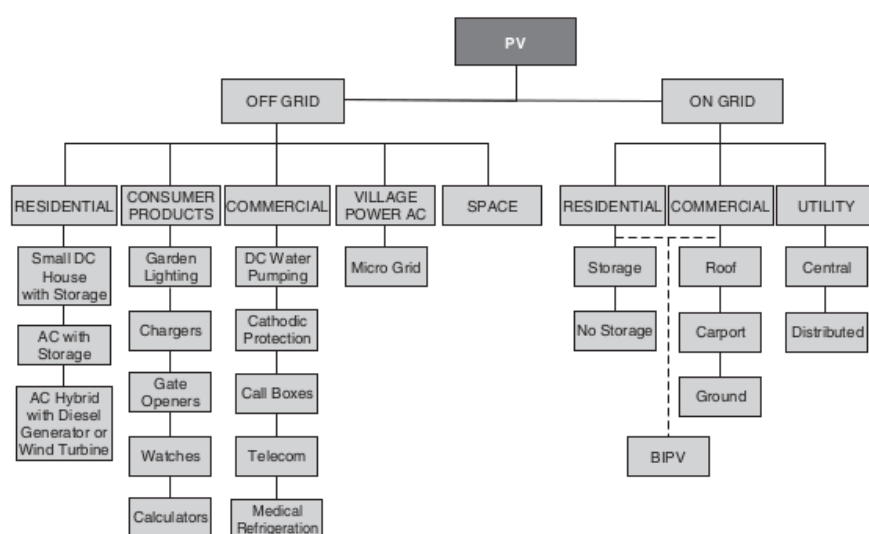 PV
OFF GRID
ON GRID
RESIDENTIAL
CONSUMER
PRODUCTS
COMMERCIAL
VILLAGE
POWER AC
SPACE
RESIDENTIAL
COMMERCIAL
UTILITY
Small DC
House
with Storage
AC with
Storage
AC Hybrid
with Diesel
Generator or
Wind Turbine
Garden
Lighting
Chargers
Gate
Openers
Watches
Calculators
DC Water
Pumping
Cathodic
Protection
Call Boxes
Telecom
Medical
Refrigeration
Micro Grid
Storage
No Storage
Roof
Carport
Ground
BIPV
Central
Distributed